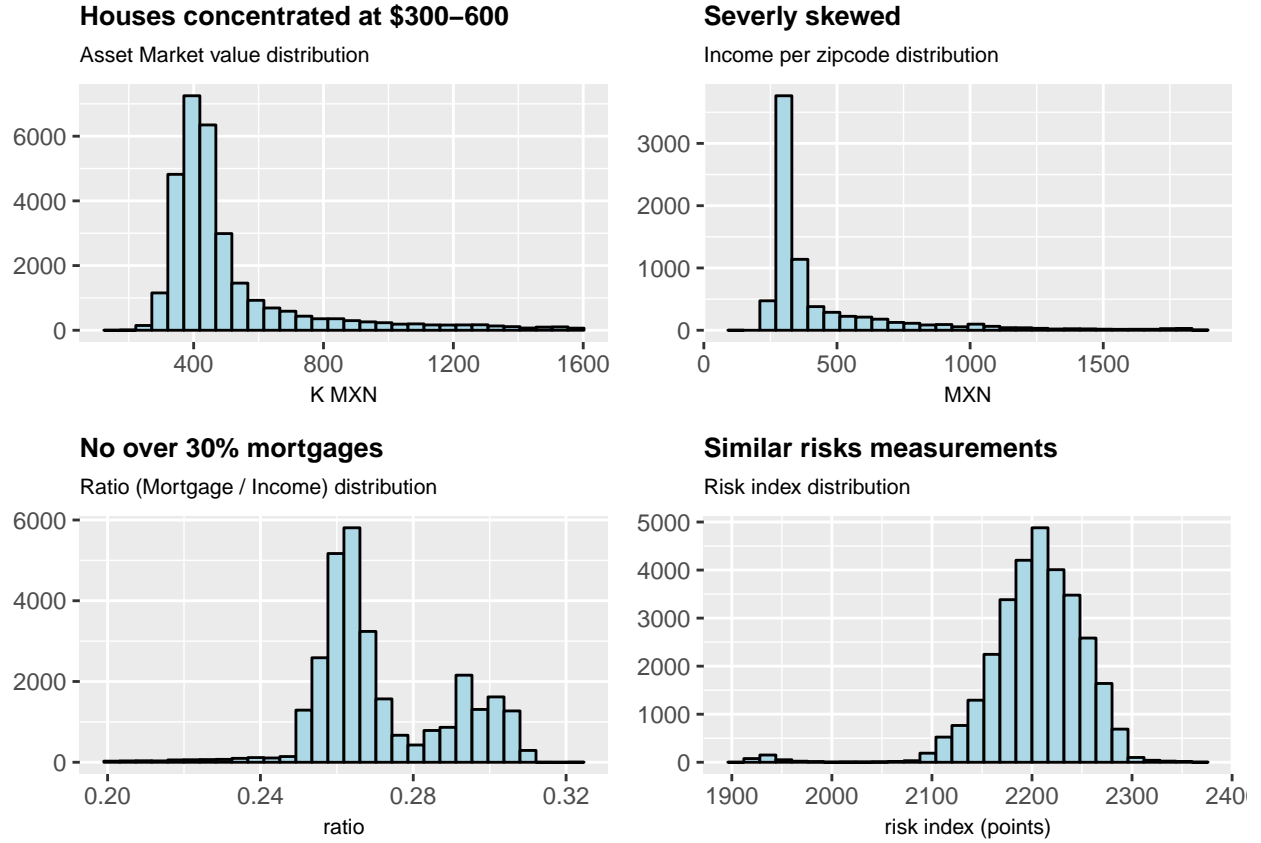 Houses concentrated at $300–600
Asset Market value distribution
6000
4000
2000
0
400 800 1200 1600
K MXN
Severly skewed
Income per zipcode distribution
3000
2000
1000
0
0 500 1000 1500
MXN
No over 30% mortgages
Ratio (Mortgage / Income) distribution
6000
4000
2000
0
0.20 0.24 0.28 0.32
ratio
Similar risks measurements
Risk index distribution
5000
4000
3000
2000
1000
0
1900 2000 2100 2200 2300
risk index (points)